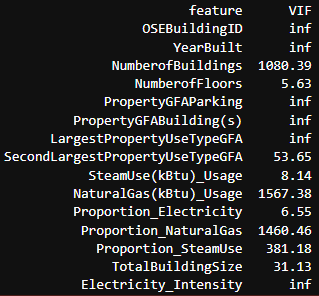 feature VIF
OSEBuildingID inf
YearBuilt inf
NumberofBuildings 1080.39
NumberofFloors 5.63
PropertyGFAParking inf
PropertyGFABuilding(s) inf
LargestPropertyUseTypeGFA inf
SecondLargestPropertyUseTypeGFA 53.65
SteamUse(kBtu)_Usage 8.14
NaturalGas(kBtu)_Usage 1567.38
Proportion_Electricity 6.55
Proportion_NaturalGas 1460.46
Proportion_SteamUse 381.18
TotalBuildingSize 31.13
Electricity_Intensity inf